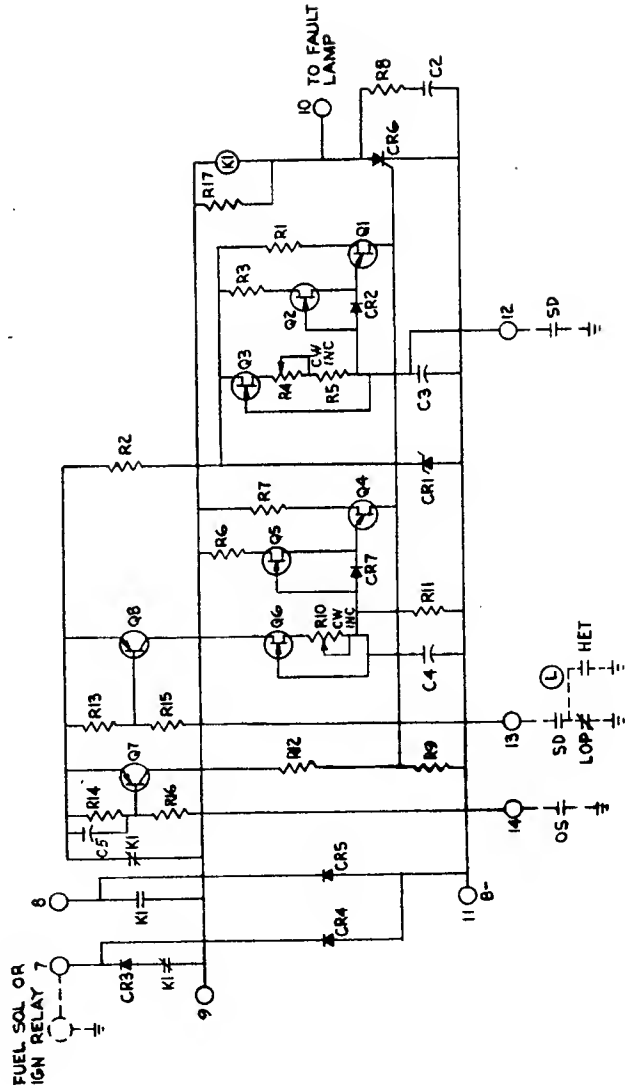 FUEL SOL OR
IGN RELAY
7
8
9
CR3
K1
K1
CR4
CR5
11
B-
C5
R14
K1
R16
Q7
R13
R15
Q8
R12
R9
14
OS
13
SD
LOP
L
HET
R2
Q6
R10
CW
INC
C4
R11
R6
Q5
CR7
R7
Q4
CR1
Q3
R4
CW
INC
R5
C3
R3
Q2
CR2
R1
Q1
12
SD
R17
K1
CR6
10
TO FAULT
LAMP
R8
C2